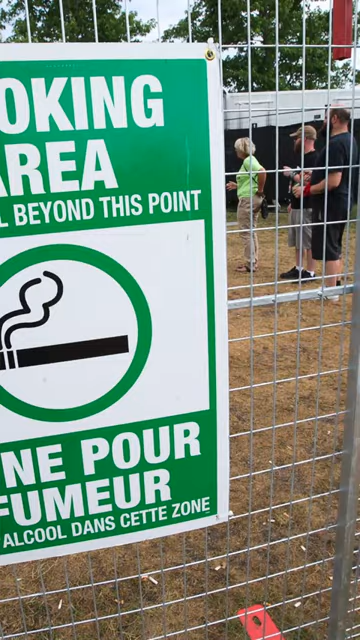 OKING
AREA
L BEYOND THIS POINT
NE POUR
FUMEUR
ALCOOL DANS CETTE ZONE